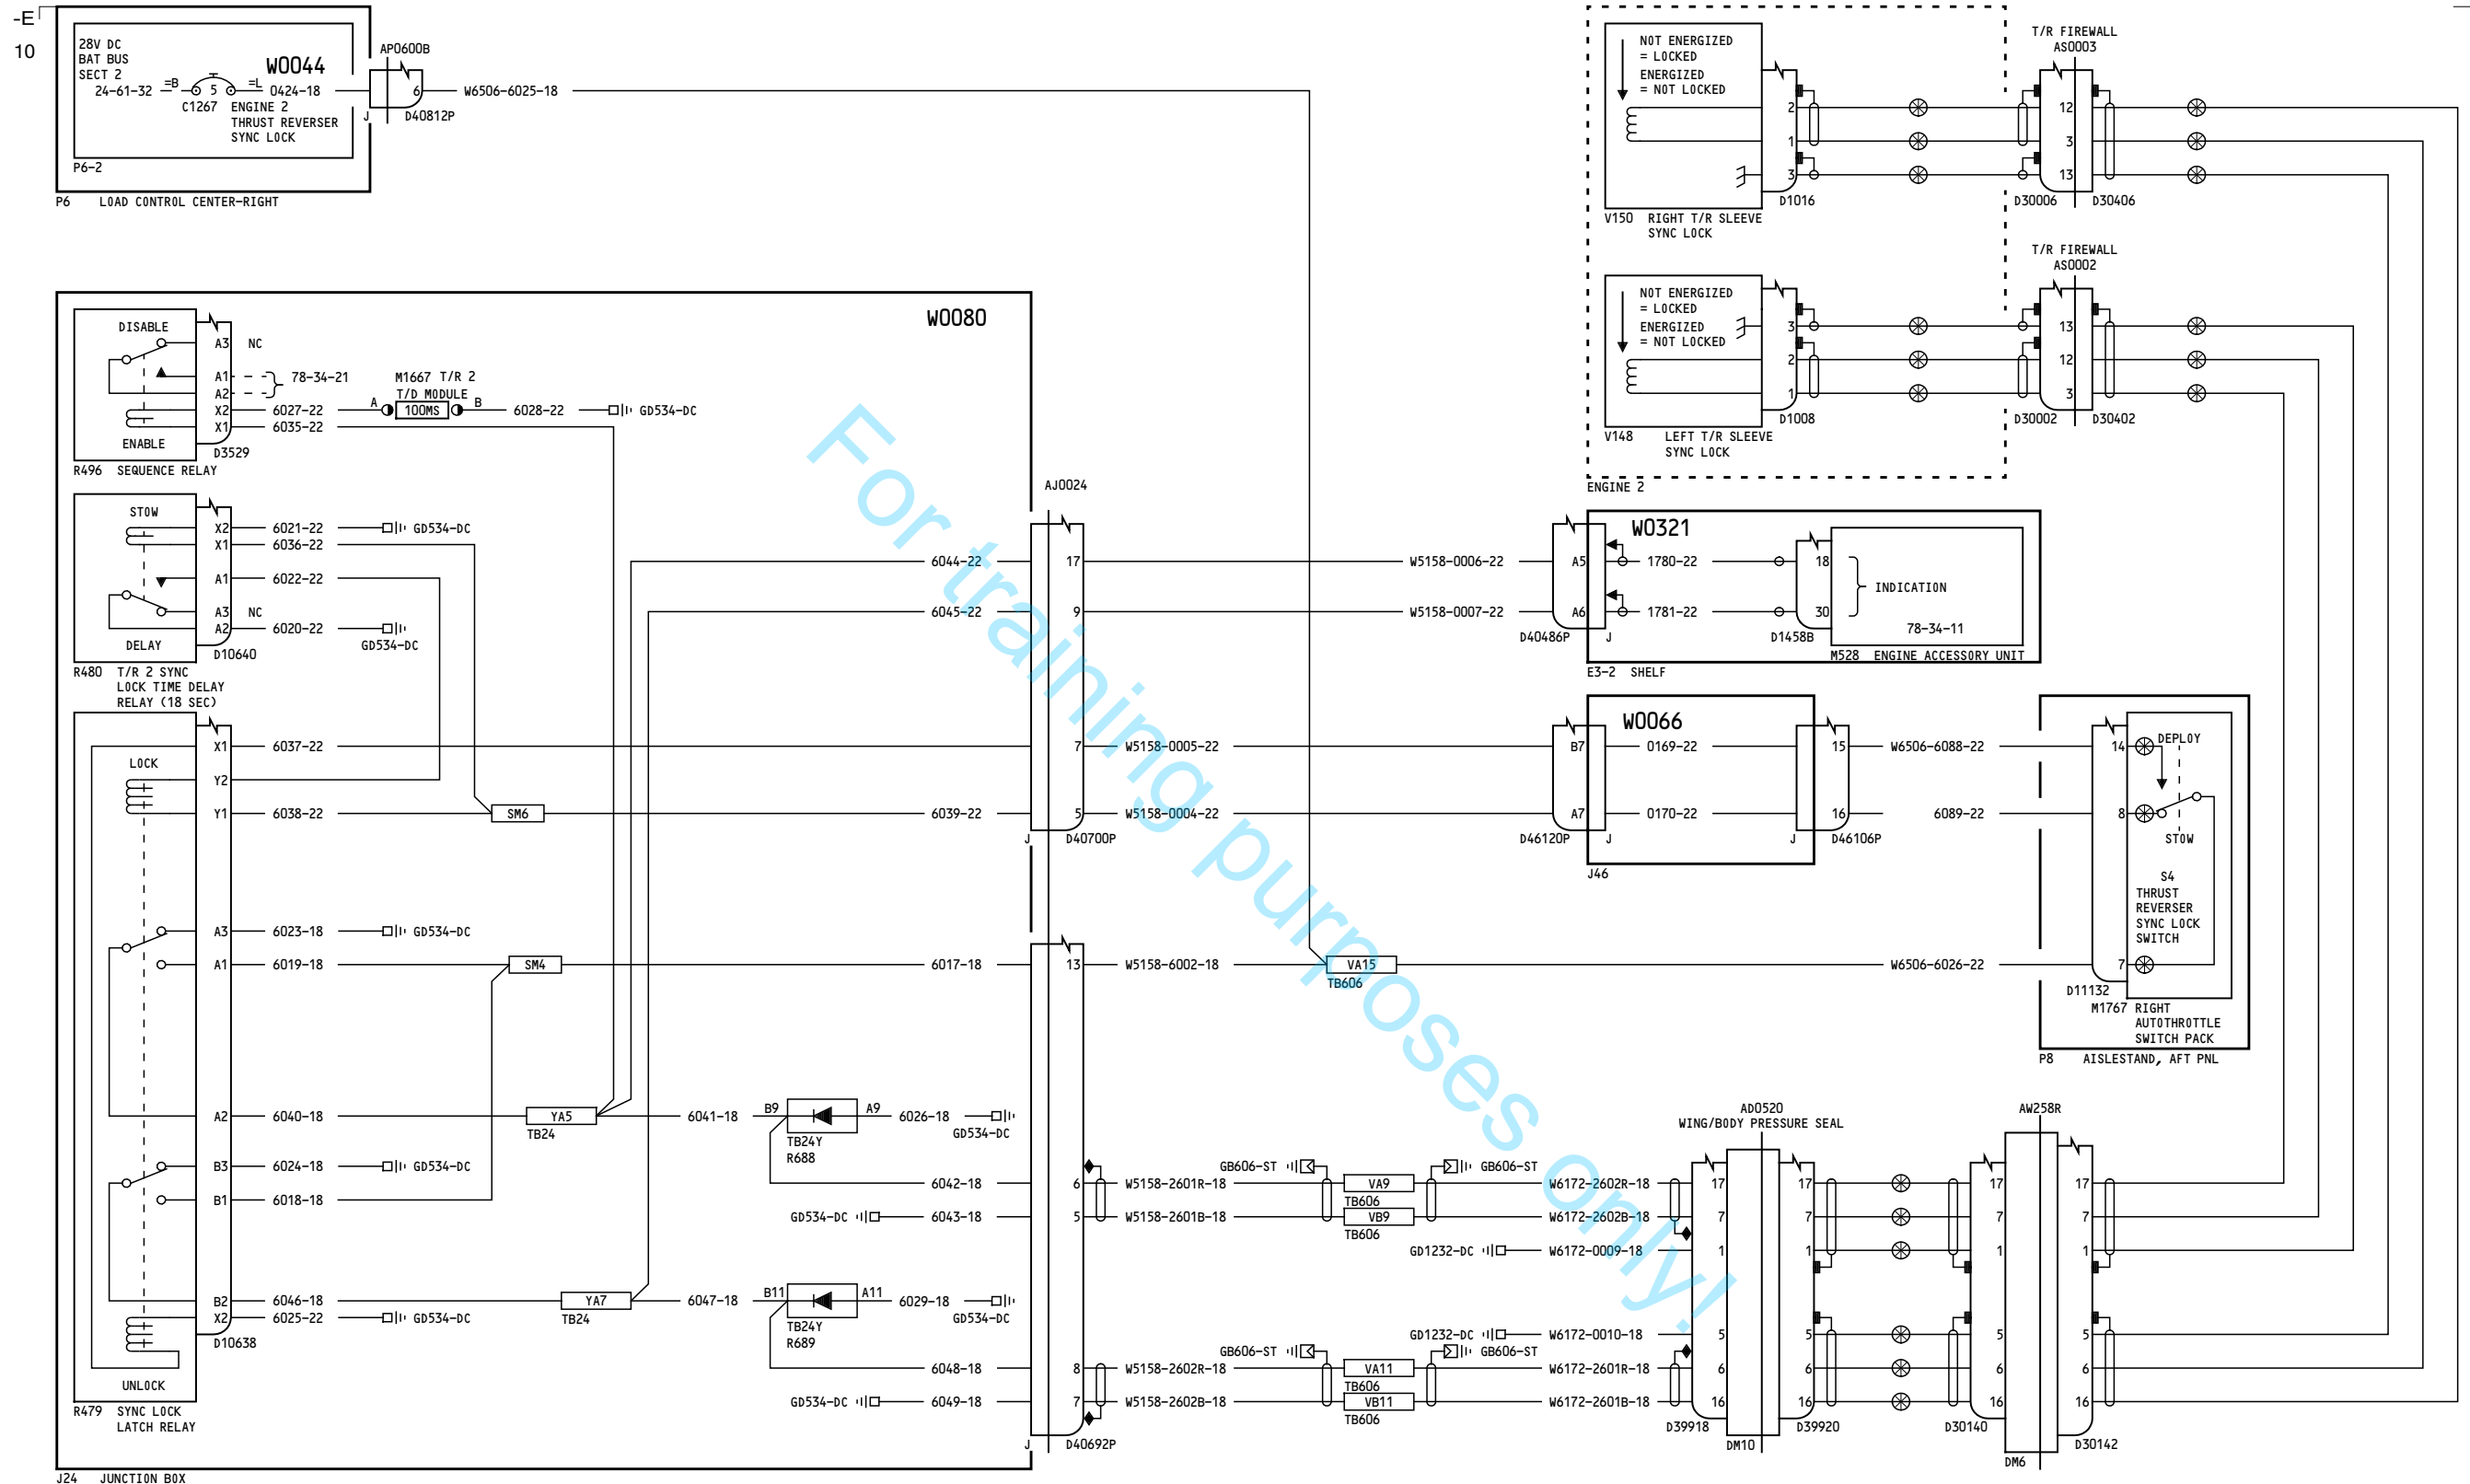 -E
10
28V DC
BAT BUS
SECT 2
24-61-32
=B
5
=L
C1267
W0044
0424-18
ENGINE 2
THRUST REVERSER
SYNC LOCK
P6-2
P6 LOAD CONTROL CENTER-RIGHT
AP0600B
6
J
D40812P
W6506-6025-18
NOT ENERGIZED
= LOCKED
ENERGIZED
= NOT LOCKED
2
1
3
D1016
V150 RIGHT T/R SLEEVE
SYNC LOCK
T/R FIREWALL
AS0003
12
3
13
D30006
D30406
NOT ENERGIZED
= LOCKED
ENERGIZED
= NOT LOCKED
3
2
1
D1008
V148 LEFT T/R SLEEVE
SYNC LOCK
ENGINE 2
T/R FIREWALL
AS0002
13
12
3
D30002
D30402
W0080
DISABLE
A3 NC
A1
A2
78-34-21
X2 6027-22
X1 6035-22
ENABLE
D3529
R496 SEQUENCE RELAY
M1667 T/R 2
T/D MODULE
A 100MS B
6028-22
GD534-DC
STOW
X2 6021-22 GD534-DC
X1 6036-22
A1 6022-22
A3 NC
A2 6020-22
GD534-DC
DELAY
D10640
R480 T/R 2 SYNC
LOCK TIME DELAY
RELAY (18 SEC)
X1 6037-22
LOCK
Y2
Y1 6038-22
SM6
A3 6023-18 GD534-DC
A1 6019-18
SM4
A2 6040-18
YA5
TB24
B3 6024-18 GD534-DC
B1 6018-18
B2 6046-18
YA7
TB24
X2 6025-22 GD534-DC
D10638
UNLOCK
R479 SYNC LOCK
LATCH RELAY
J24 JUNCTION BOX
6041-18
B9
A9
6026-18
GD534-DC
TB24Y
R688
6042-18
GD534-DC 6043-18
6047-18
B11
A11
6029-18
GD534-DC
TB24Y
R689
6048-18
GD534-DC 6049-18
AJ0024
6044-22 17
6045-22 9
7
6039-22 5
J
D40700P
6017-18 13
6
5
8
7
J
D40692P
W5158-0006-22
W5158-0007-22
A5
A6
D40486P
J
W0321
1780-22
1781-22
18
30
D1458B
INDICATION
78-34-11
M528 ENGINE ACCESSORY UNIT
E3-2 SHELF
W5158-0005-22
W5158-0004-22
B7
A7
D46120P
J
W0066
0169-22
0170-22
15
16
J
D46106P
J46
W6506-6088-22
6089-22
14
8
7
DEPLOY
STOW
S4
THRUST
REVERSER
SYNC LOCK
SWITCH
D11132
M1767 RIGHT
AUTOTHROTTLE
SWITCH PACK
P8 AISLESTAND, AFT PNL
W5158-6002-18
VA15
TB606
W6506-6026-22
GB606-ST
GB606-ST
W5158-2601R-18
VA9
TB606
W6172-2602R-18
W5158-2601B-18
VB9
TB606
W6172-2602B-18
GD1232-DC W6172-0009-18
GD1232-DC W6172-0010-18
GB606-ST
GB606-ST
W5158-2602R-18
VA11
TB606
W6172-2601R-18
W5158-2602B-18
VB11
TB606
W6172-2601B-18
AD0520
WING/BODY PRESSURE SEAL
17
7
1
5
6
16
D39918
DM10
17
7
1
5
6
16
D39920
AW258R
17
7
1
5
6
16
D30140
DM6
17
7
1
5
6
16
D30142
For training purposes only!